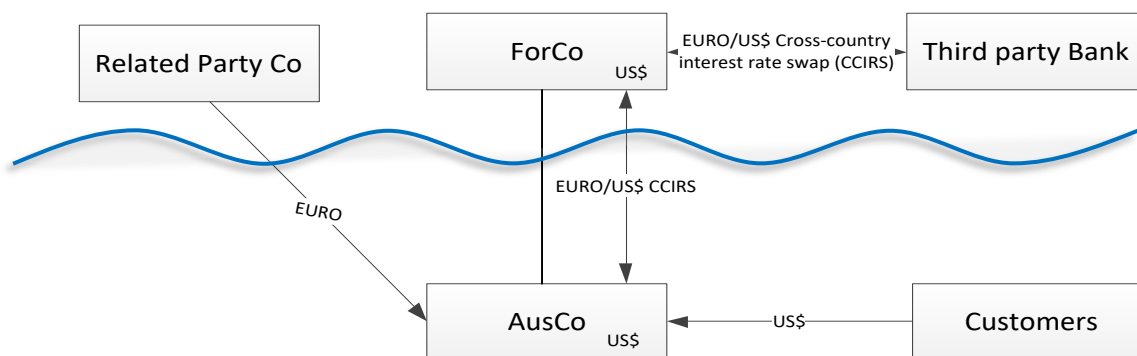 Related Party Co
ForCo
US$
EURO/US$ Cross-country
interest rate swap (CCIRS)
Third party Bank
EURO/US$ CCIRS
EURO
AusCo
US$
US$
Customers